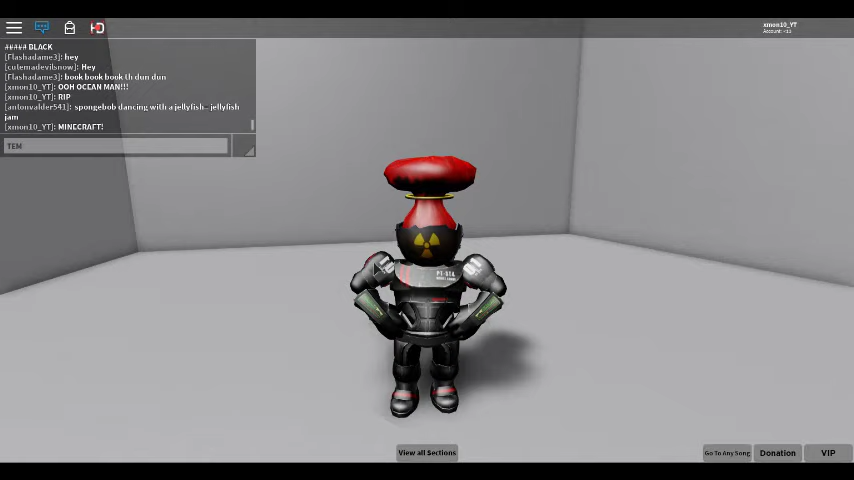 xmon10_YT
Account: <13
##### BLACK
[Flashadame3]: hey
[cutemadevilsnow]: Hey
[Flashadame3]: book book book th dun dun
[xmon10_YT]: OOH OCEAN MAN!!!
[xmon10_YT]: RIP
[antonvalder541]: spongebob dancing with a jellyfish- jellyfish
jam
[xmon10_YT]: MINECRAFT!
TEM
View all Sections
Go To Any Song
Donation
VIP